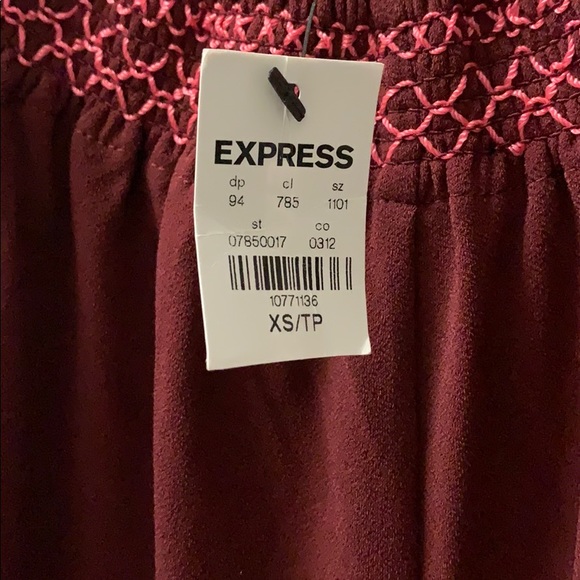 EXPRESS
dp cl sz
94 785 1101
st co
07850017 0312
10771136
XS/TP